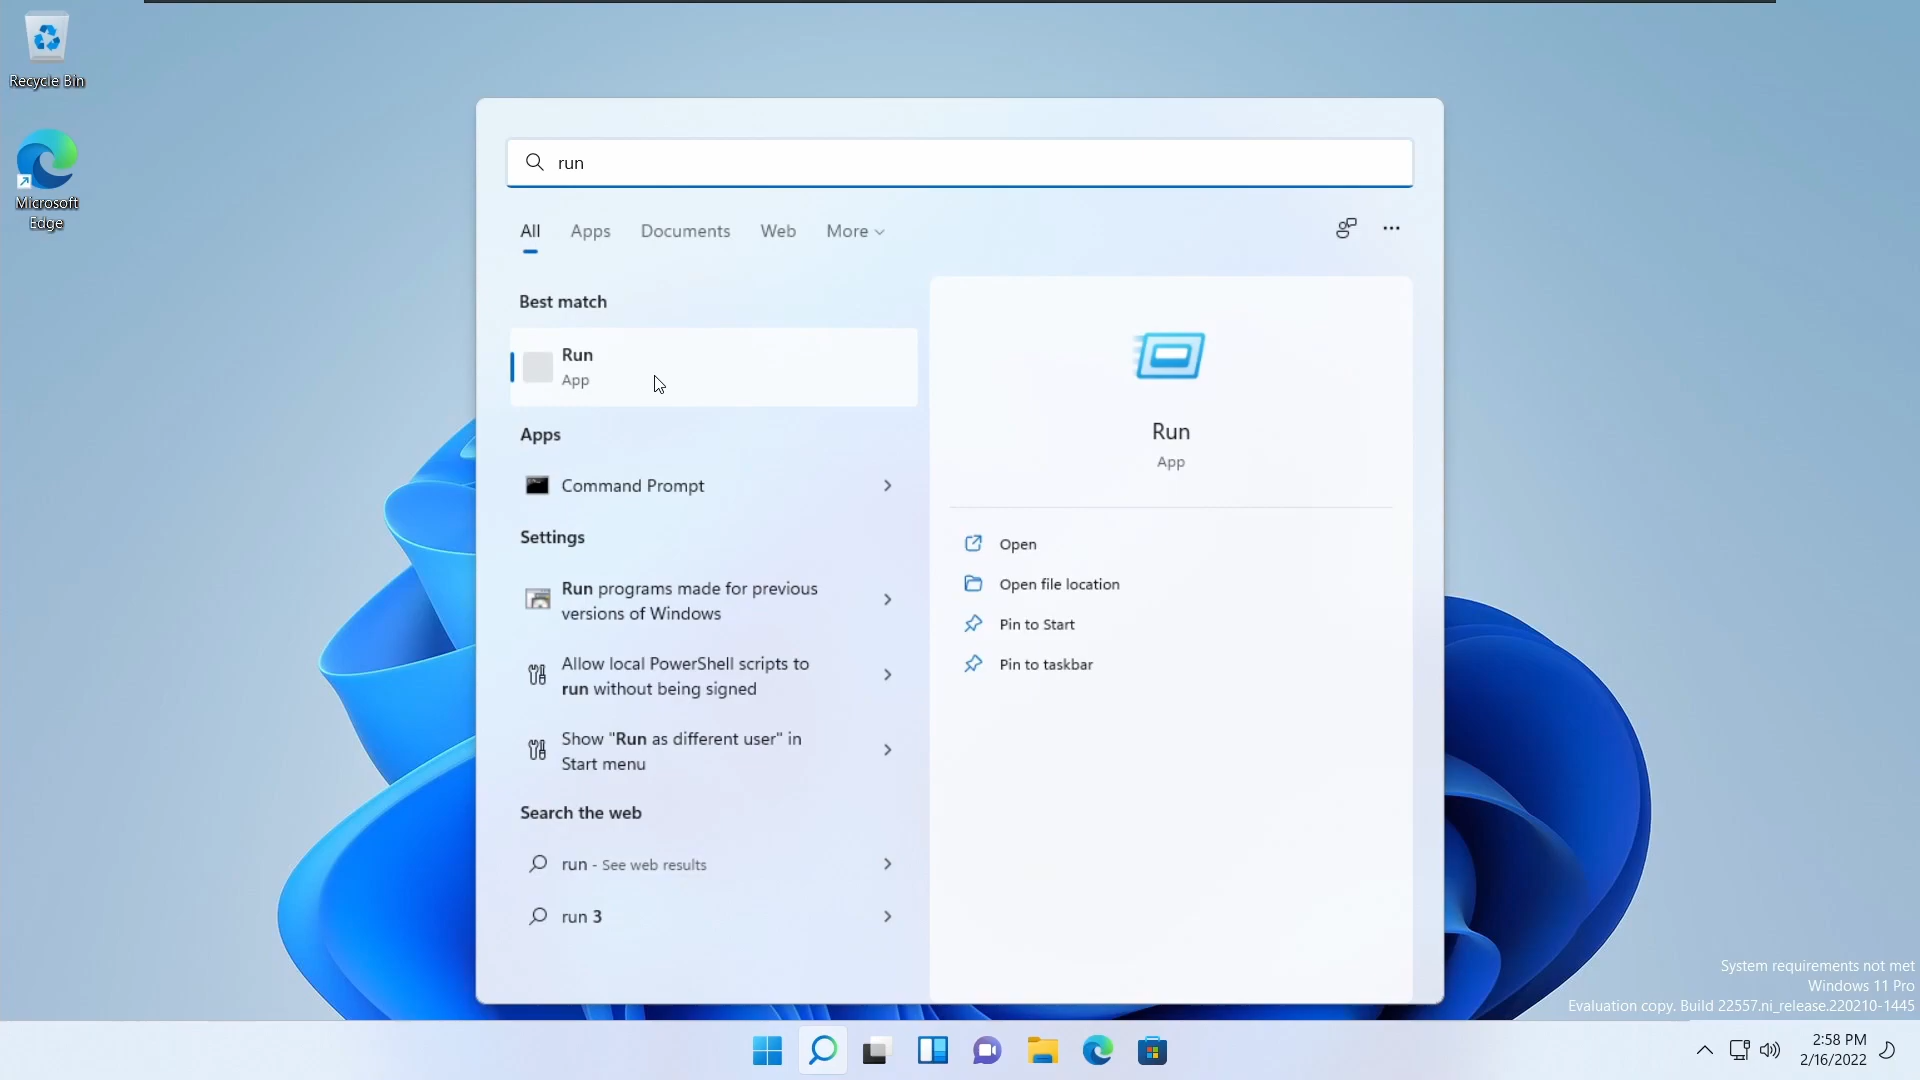 Recycle Bin
Microsoft
Edge
run
All Apps Documents Web More
Best match
Run
App
Apps
Command Prompt
Settings
Run programs made for previous
versions of Windows
Allow local PowerShell scripts to
run without being signed
Show "Run as different user" in
Start menu
Search the web
run - See web results
run 3
Run
App
Open
Open file location
Pin to Start
Pin to taskbar
System requirements not met
Windows 11 Pro
Evaluation copy. Build 22557.ni_release.220210-1445
2:58 PM
2/16/2022